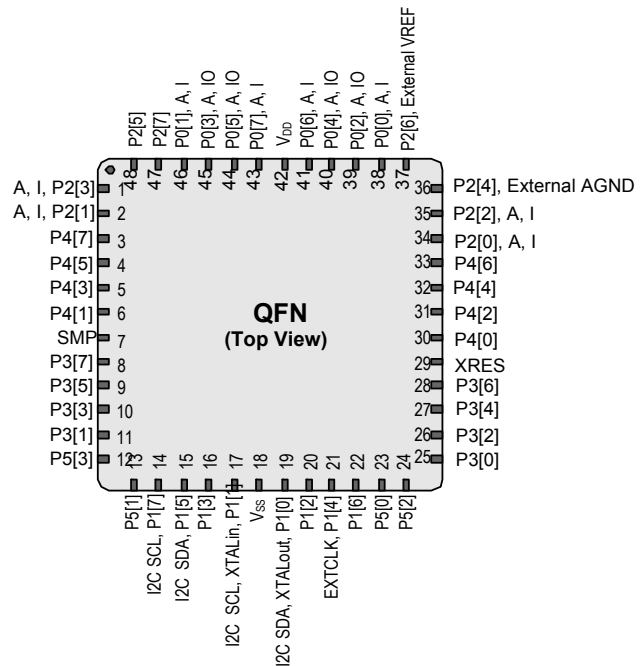 P2[5]
P2[7]
P0[1], A, I
P0[3], A, IO
P0[5], A, IO
P0[7], A, I
VDD
P0[6], A, I
P0[4], A, IO
P0[2], A, IO
P0[0], A, I
P2[6], External VREF
48
47
46
45
44
43
42
41
40
39
38
37
A, I, P2[3] 1
A, I, P2[1] 2
P4[7] 3
P4[5] 4
P4[3] 5
P4[1] 6
SMP 7
P3[7] 8
P3[5] 9
P3[3] 10
P3[1] 11
P5[3] 12
QFN
(Top View)
36 P2[4], External AGND
35 P2[2], A, I
34 P2[0], A, I
33 P4[6]
32 P4[4]
31 P4[2]
30 P4[0]
29 XRES
28 P3[6]
27 P3[4]
26 P3[2]
25 P3[0]
13
14
15
16
17
18
19
20
21
22
23
24
P5[1]
I2C SCL, P1[7]
I2C SDA, P1[5]
P1[3]
I2C SCL, XTALin, P1[1]
VSS
I2C SDA, XTALout, P1[0]
P1[2]
EXTCLK, P1[4]
P1[6]
P5[0]
P5[2]